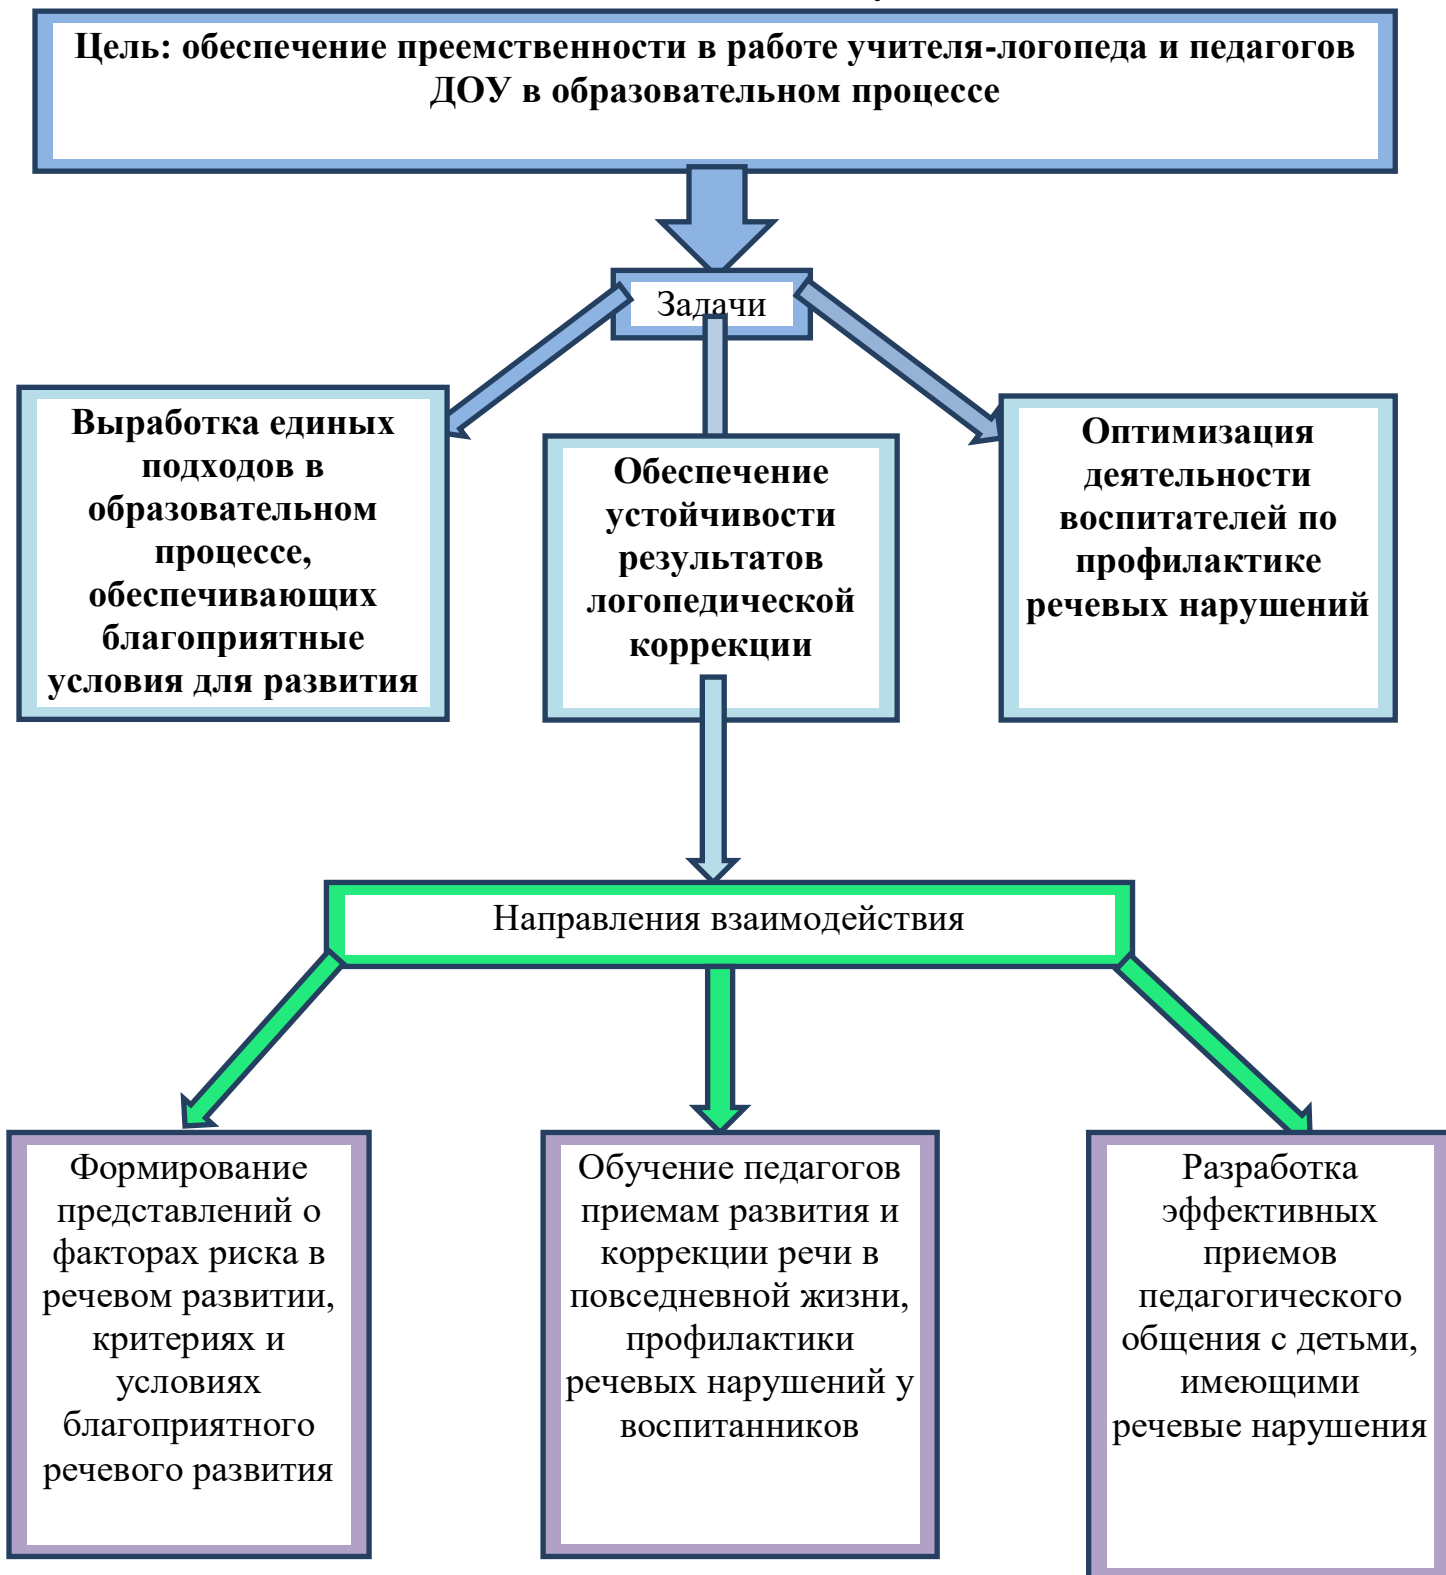 Цель: обеспечение преемственности в работе учителя-логопеда и педагогов
ДОУ в образовательном процессе
Задачи
Выработка единых
подходов в
образовательном
процессе,
обеспечивающих
благоприятные
условия для развития
Обеспечение
устойчивости
результатов
логопедической
коррекции
Оптимизация
деятельности
воспитателей по
профилактике
речевых нарушений
Направления взаимодействия
Формирование
представлений о
факторах риска в
речевом развитии,
критериях и
условиях
благоприятного
речевого развития
Обучение педагогов
приемам развития и
коррекции речи в
повседневной жизни,
профилактики
речевых нарушений у
воспитанников
Разработка
эффективных
приемов
педагогического
общения с детьми,
имеющими
речевые нарушения